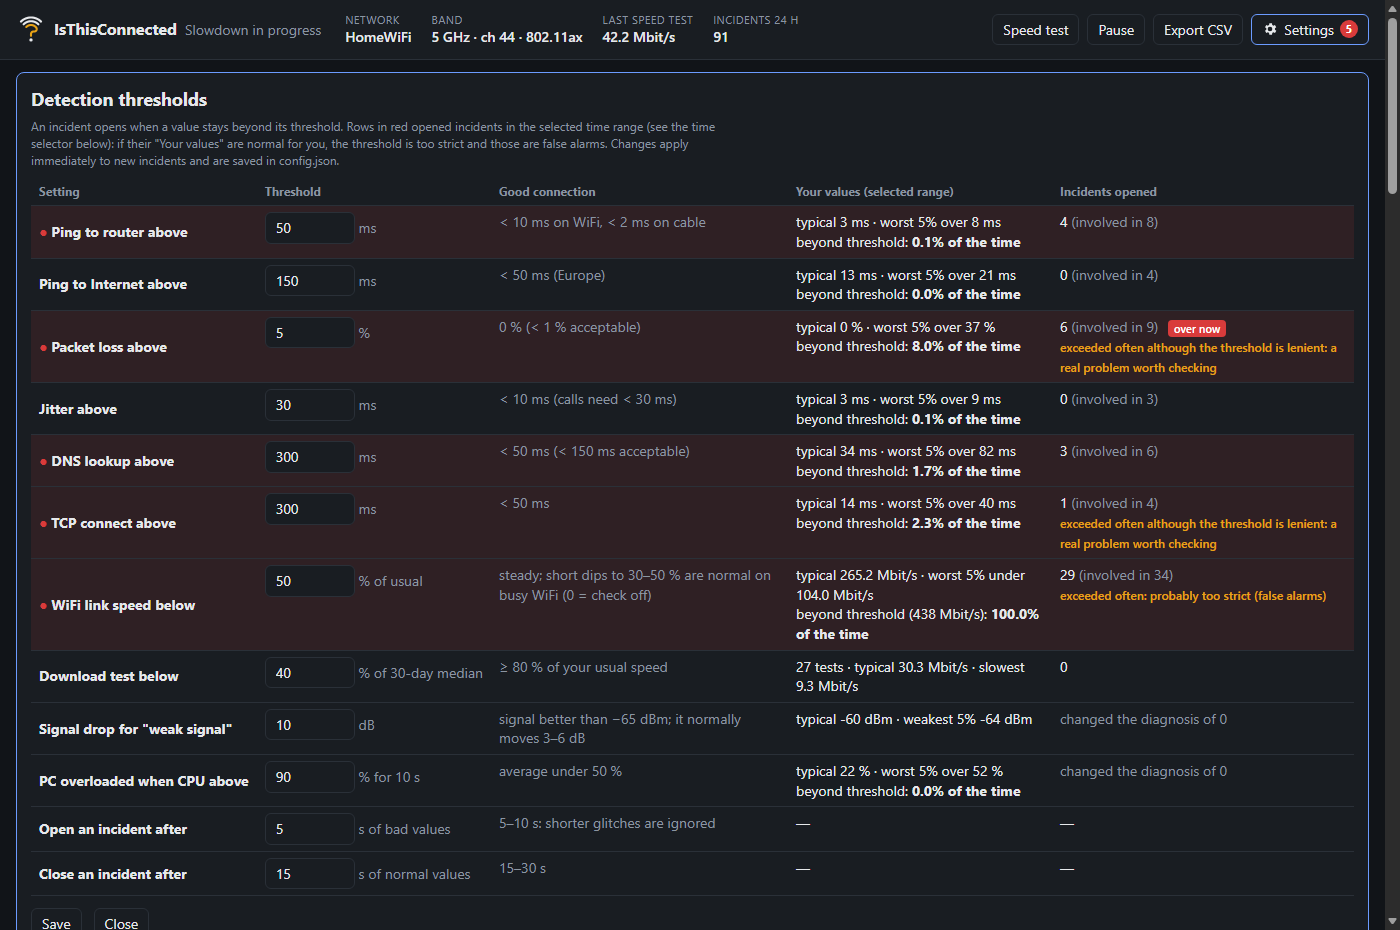 IsThisConnected Slowdown in progress
NETWORK
HomeWiFi
BAND
5 GHz · ch 44 · 802.11ax
LAST SPEED TEST
42.2 Mbit/s
INCIDENTS 24 H
91
Speed test
Pause
Export CSV
Settings 5
Detection thresholds
An incident opens when a value stays beyond its threshold. Rows in red opened incidents in the selected time range (see the time
selector below): if their "Your values" are normal for you, the threshold is too strict and those are false alarms. Changes apply
immediately to new incidents and are saved in config.json.
Setting Threshold Good connection Your values (selected range) Incidents opened
Ping to router above 50 ms
< 10 ms on WiFi, < 2 ms on cable
typical 3 ms · worst 5% over 8 ms
beyond threshold: 0.1% of the time
4 (involved in 8)
Ping to Internet above 150 ms
< 50 ms (Europe)
typical 13 ms · worst 5% over 21 ms
beyond threshold: 0.0% of the time
0 (involved in 4)
Packet loss above 5 %
0 % (< 1 % acceptable)
typical 0 % · worst 5% over 37 %
beyond threshold: 8.0% of the time
6 (involved in 9) over now
exceeded often although the threshold is lenient: a
real problem worth checking
Jitter above 30 ms
< 10 ms (calls need < 30 ms)
typical 3 ms · worst 5% over 9 ms
beyond threshold: 0.1% of the time
0 (involved in 3)
DNS lookup above 300 ms
< 50 ms (< 150 ms acceptable)
typical 34 ms · worst 5% over 82 ms
beyond threshold: 1.7% of the time
3 (involved in 6)
TCP connect above 300 ms
< 50 ms
typical 14 ms · worst 5% over 40 ms
beyond threshold: 2.3% of the time
1 (involved in 4)
exceeded often although the threshold is lenient: a
real problem worth checking
WiFi link speed below 50 % of usual
steady; short dips to 30–50 % are normal on
busy WiFi (0 = check off)
typical 265.2 Mbit/s · worst 5% under
104.0 Mbit/s
beyond threshold (438 Mbit/s): 100.0%
of the time
29 (involved in 34)
exceeded often: probably too strict (false alarms)
Download test below 40 % of 30-day median
≥ 80 % of your usual speed
27 tests · typical 30.3 Mbit/s · slowest
9.3 Mbit/s
0
Signal drop for "weak signal" 10 dB
signal better than −65 dBm; it normally
moves 3–6 dB
typical -60 dBm · weakest 5% -64 dBm
changed the diagnosis of 0
PC overloaded when CPU above 90 % for 10 s
average under 50 %
typical 22 % · worst 5% over 52 %
beyond threshold: 0.0% of the time
changed the diagnosis of 0
Open an incident after 5 s of bad values
5–10 s: shorter glitches are ignored
—
—
Close an incident after 15 s of normal values
15–30 s
—
—
Save
Close